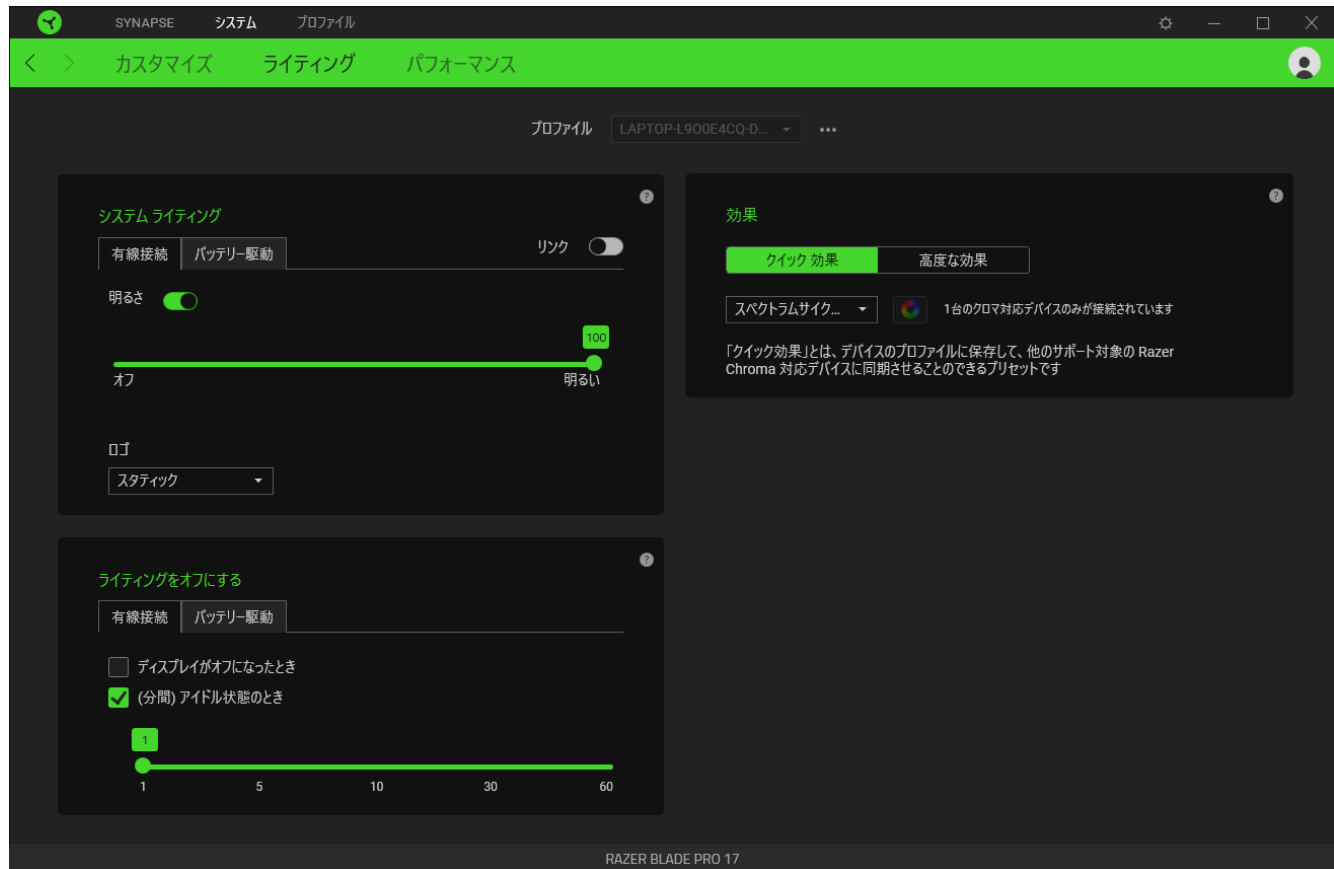 SYNAPSE システム プロファイル
カスタマイズ ライティング パフォーマンス
プロファイル LAPTOP-L9O0E4CQ-D... •••
システム ライティング
有線接続 バッテリー駆動 リンク
明るさ
100
オフ 明るい
ロゴ
スタティック
ライティングをオフにする
有線接続 バッテリー駆動
ディスプレイがオフになったとき
(分間) アイドル状態のとき
1
1 5 10 30 60
効果
クイック 効果 高度な効果
スペクトラムサイク... 1台のクロマ対応デバイスのみが接続されています
「クイック効果」とは、デバイスのプロファイルに保存して、他のサポート対象の Razer
Chroma 対応デバイスに同期させることのできるプリセットです
RAZER BLADE PRO 17